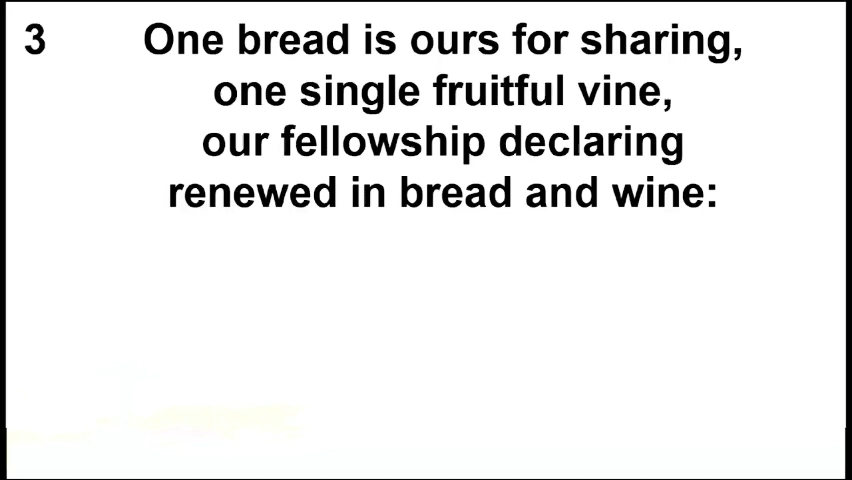 3 One bread is ours for sharing,
one single fruitful vine,
our fellowship declaring
renewed in bread and wine: